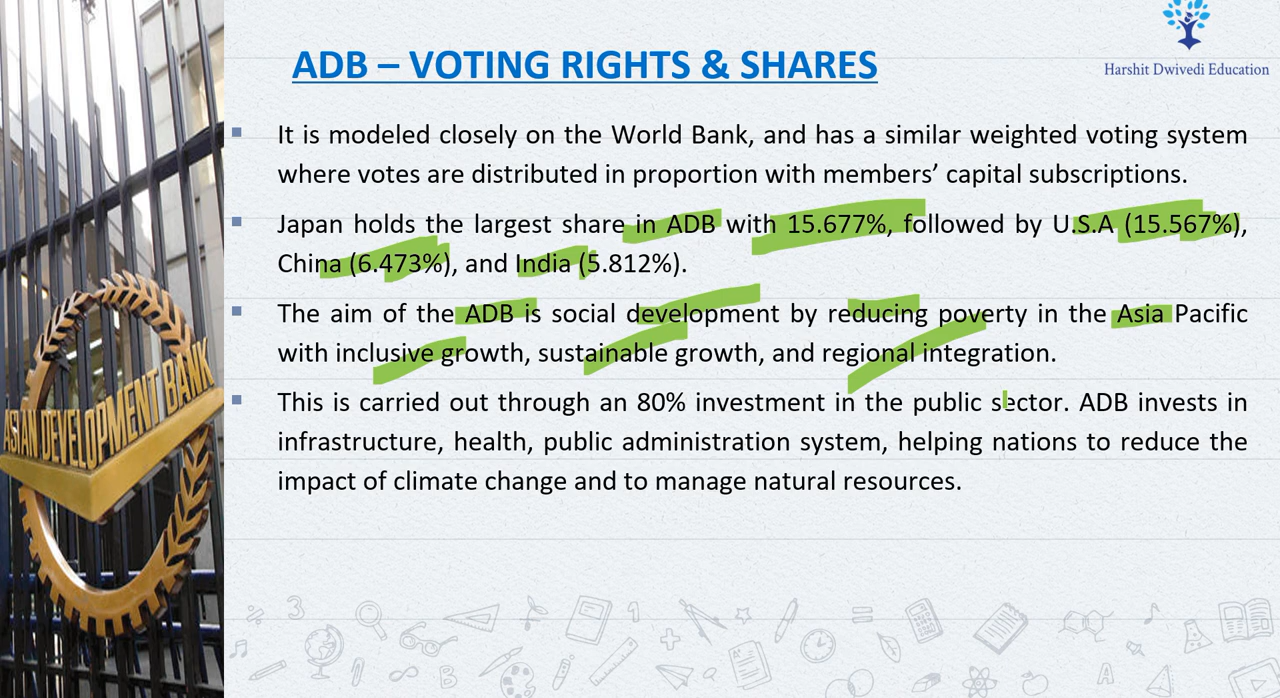 ADB – VOTING RIGHTS & SHARES
Harshit Dwivedi Education
It is modeled closely on the World Bank, and has a similar weighted voting system
where votes are distributed in proportion with members’ capital subscriptions.
Japan holds the largest share in ADB with 15.677%, followed by U.S.A (15.567%),
China (6.473%), and India (5.812%).
The aim of the ADB is social development by reducing poverty in the Asia Pacific
with inclusive growth, sustainable growth, and regional integration.
This is carried out through an 80% investment in the public sector. ADB invests in
infrastructure, health, public administration system, helping nations to reduce the
impact of climate change and to manage natural resources.
ASIAN DEVELOPMENT BANK